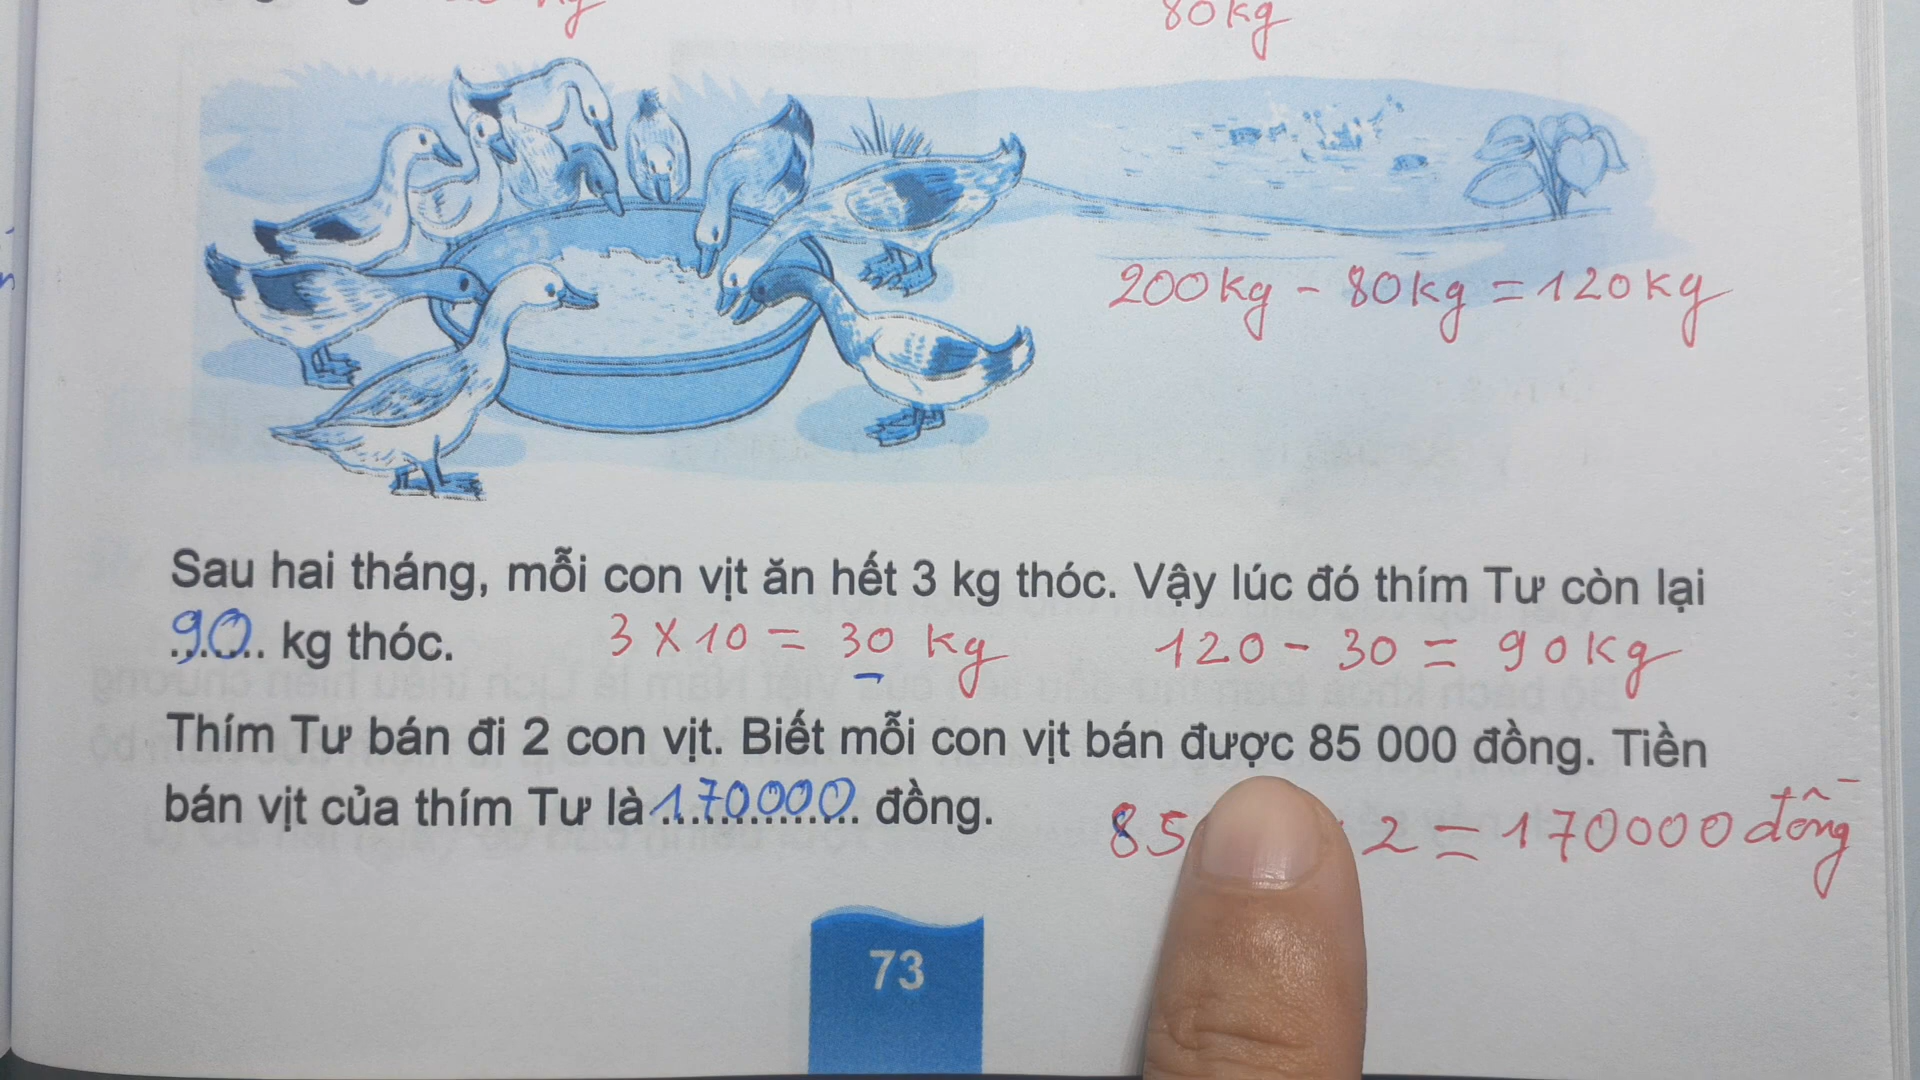 kg
80kg
200kg - 80kg = 120kg
Sau hai tháng, mỗi con vịt ăn hết 3 kg thóc. Vậy lúc đó thím Tư còn lại
90 kg thóc.
3 x 10 = 30 kg
120 - 30 = 90kg
Thím Tư bán đi 2 con vịt. Biết mỗi con vịt bán được 85 000 đồng. Tiền
bán vịt của thím Tư là 170000 đồng.
85 2 = 170000 đồng
73